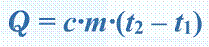 Q = c·m·(t₂ – t₁)